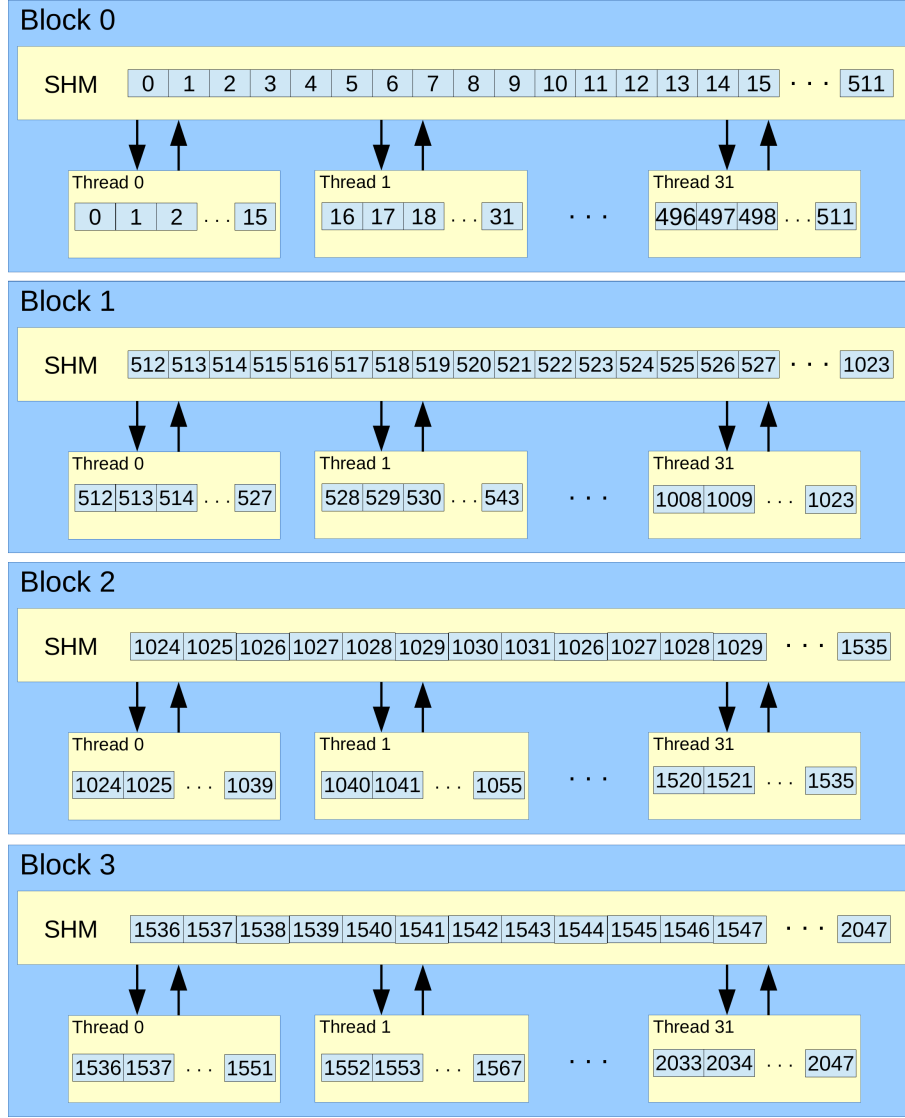 Block 0
SHM 0 1 2 3 4 5 6 7 8 9 10 11 12 13 14 15 · · · 511
Thread 0 Thread 1 Thread 31
0 1 2 . . . 15 16 17 18 . . . 31 · · · 496 497 498 . . . 511
Block 1
SHM 512 513 514 515 516 517 518 519 520 521 522 523 524 525 526 527 · · · 1023
Thread 0 Thread 1 Thread 31
512 513 514 . . . 527 528 529 530 . . . 543 · · · 1008 1009 . . . 1023
Block 2
SHM 1024 1025 1026 1027 1028 1029 1030 1031 1026 1027 1028 1029 · · · 1535
Thread 0 Thread 1 Thread 31
1024 1025 . . . 1039 1040 1041 . . . 1055 · · · 1520 1521 . . . 1535
Block 3
SHM 1536 1537 1538 1539 1540 1541 1542 1543 1544 1545 1546 1547 · · · 2047
Thread 0 Thread 1 Thread 31
1536 1537 . . . 1551 1552 1553 . . . 1567 · · · 2033 2034 . . . 2047